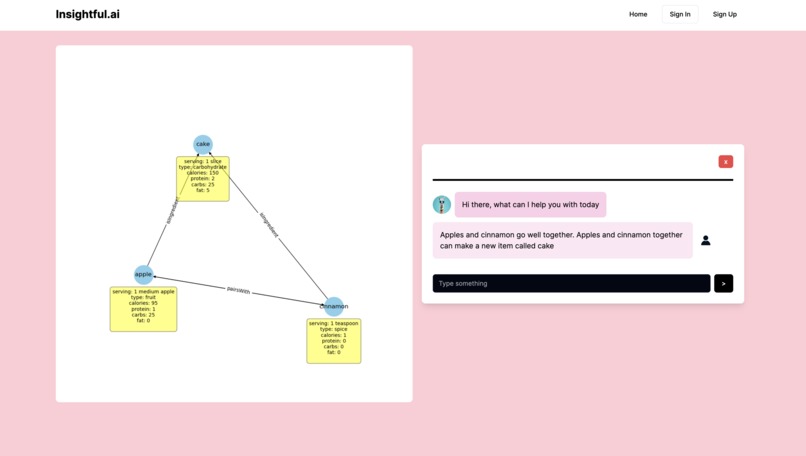 Insightful.ai
Home
Sign In
Sign Up
cake
serving: 1 slice
type: carbohydrate
calories: 150
protein: 2
carbs: 25
fat: 5
isIngredient
isIngredient
apple
serving: 1 medium apple
type: fruit
calories: 95
protein: 1
carbs: 25
fat: 0
pairsWith
cinnamon
serving: 1 teaspoon
type: spice
calories: 1
protein: 0
carbs: 0
fat: 0
x
Hi there, what can I help you with today
Apples and cinnamon go well together. Apples and cinnamon together
can make a new item called cake
Type something
>